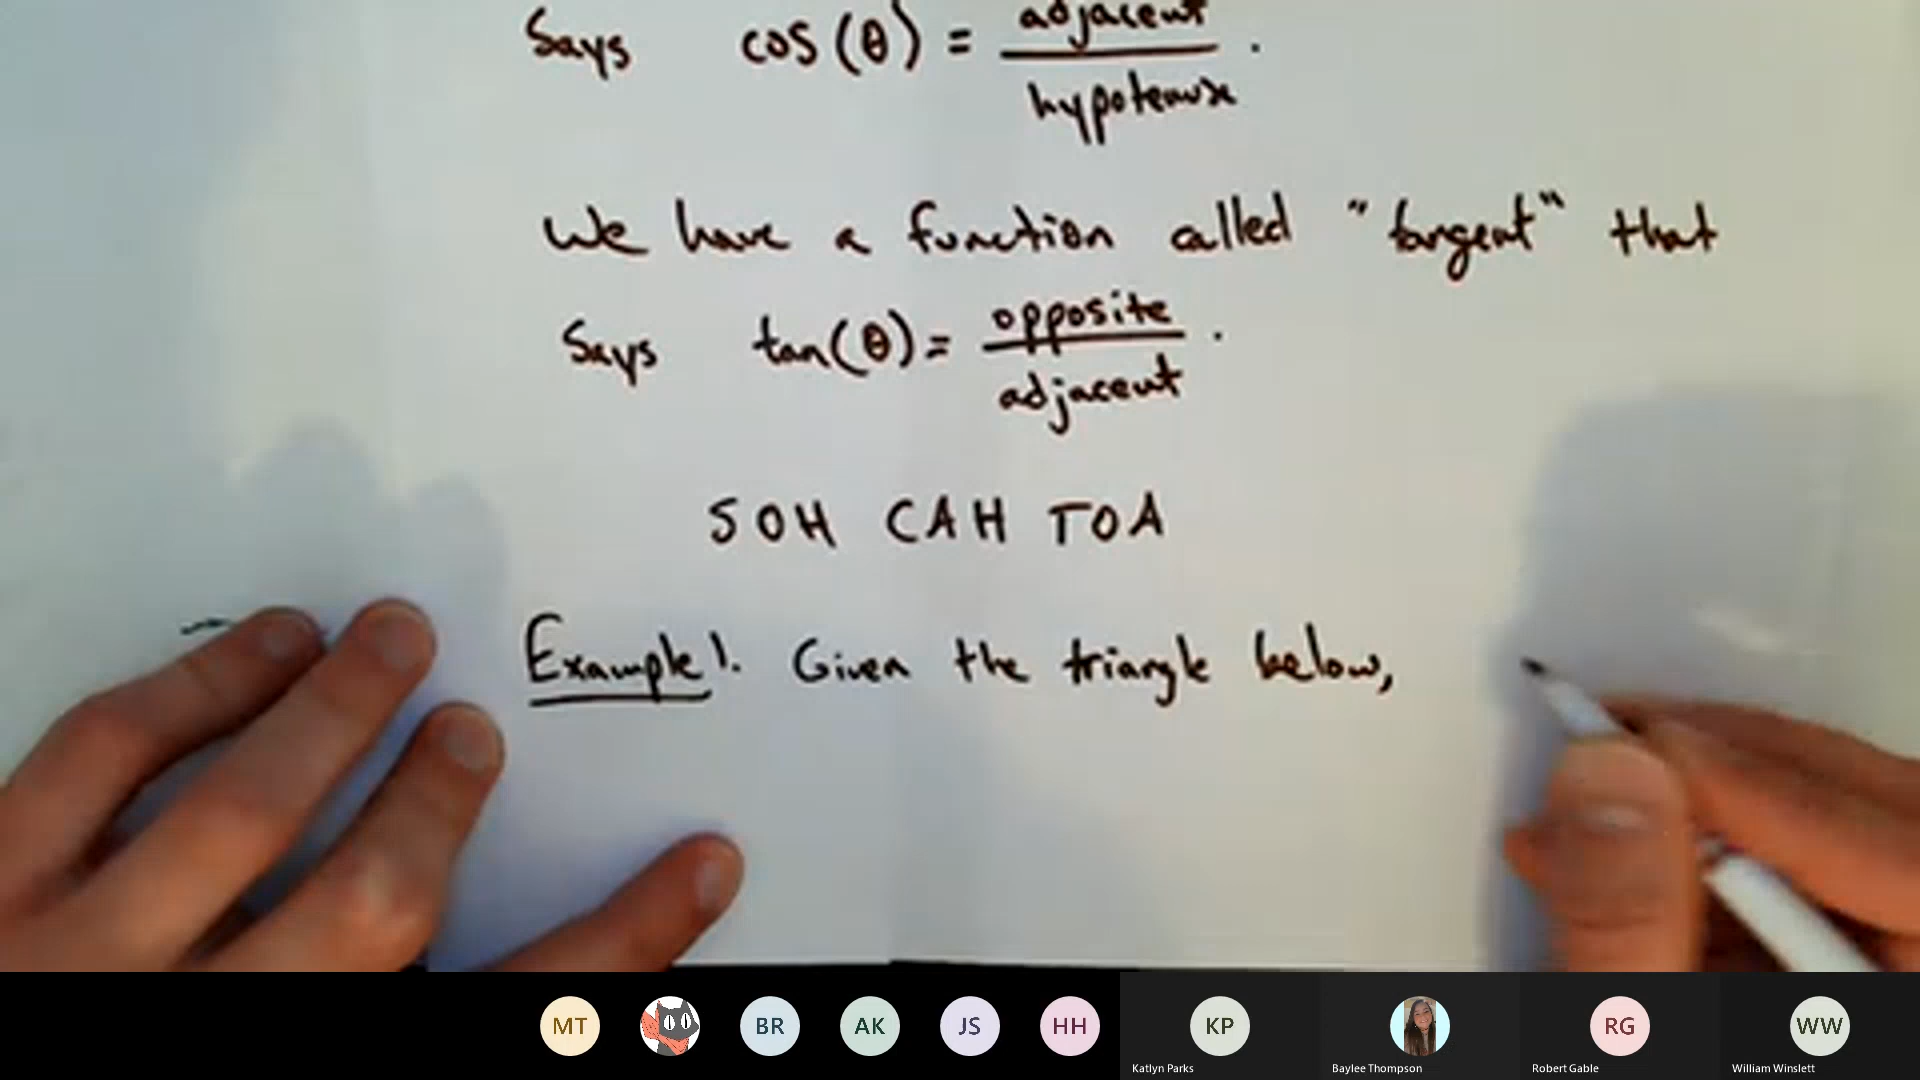 Says cos(θ) = adjacent / hypotenuse .
We have a function called "tangent" that
Says tan(θ) = opposite / adjacent .
SOH CAH TOA
Example 1. Given the triangle below,
MT BR AK JS HH KP RG WW
Katlyn Parks Baylee Thompson Robert Gable William Winslett